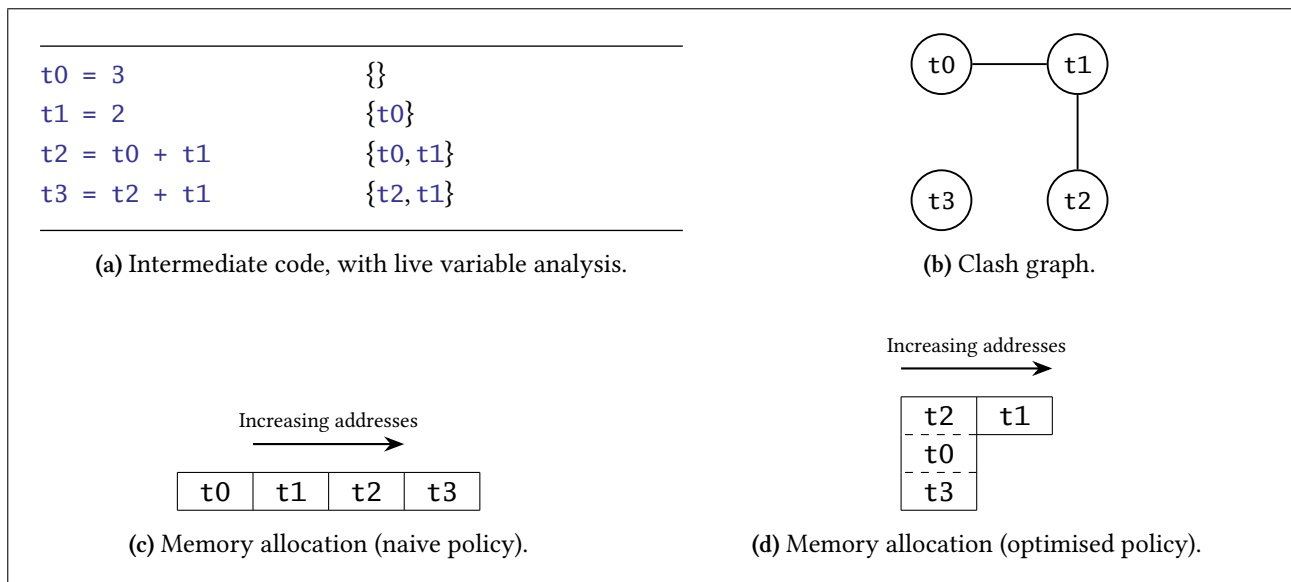 t0 = 3 {}
t1 = 2 {t0}
t2 = t0 + t1 {t0, t1}
t3 = t2 + t1 {t2, t1}
(a) Intermediate code, with live variable analysis.
t0 t1
t3 t2
(b) Clash graph.
Increasing addresses
t0 t1 t2 t3
(c) Memory allocation (naive policy).
Increasing addresses
t2 t1
t0
t3
(d) Memory allocation (optimised policy).